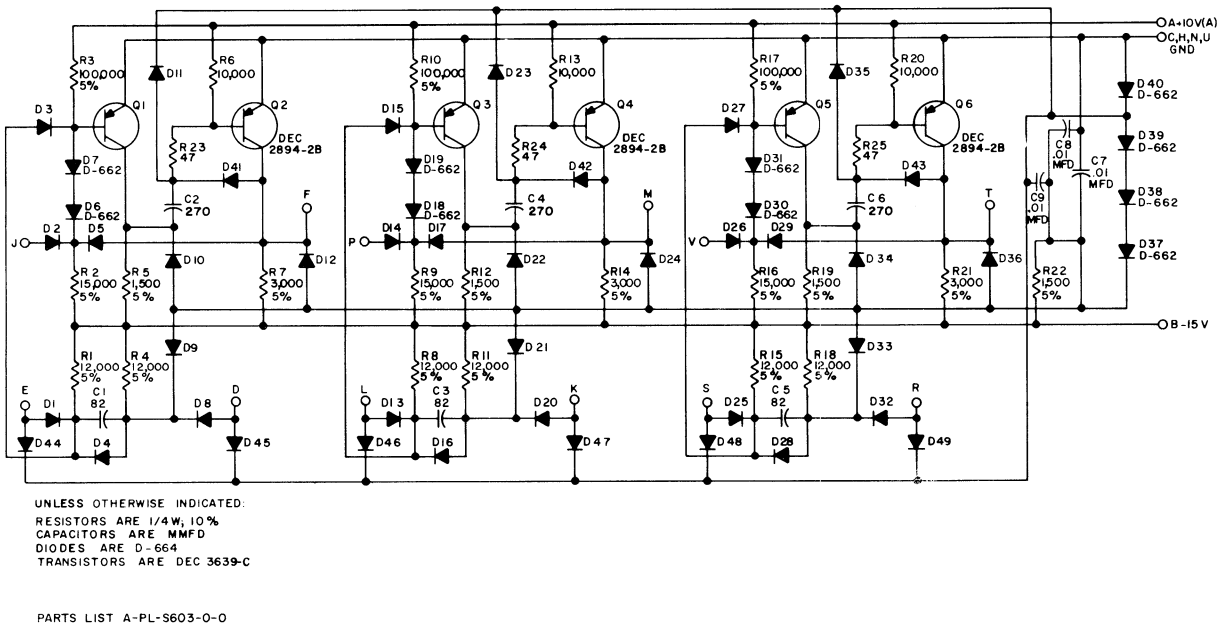 A+10V(A)
C,H,N,U
GND
R3
100,000
5%
D11
R6
10,000
R10
100,000
5%
D23
R13
10,000
R17
100,000
5%
D35
R20
10,000
D40
D-662
D3
Q1
Q2
D15
Q3
Q4
D27
Q5
Q6
DEC
2894-2B
DEC
2894-2B
DEC
2894-2B
R23
47
R24
47
R25
47
D39
D-662
C8
.01
MFD
C7
.01
MFD
C9
.01
MFD
D7
D-662
D41
D19
D-662
D42
D31
D-662
D43
D6
D-662
C2
270
F
D18
D-662
C4
270
M
D30
D-662
C6
270
T
D38
D-662
J
D2
D5
P
D14
D17
V
D26
D29
D37
D-662
D10
D12
D22
D24
D34
D36
R2
15,000
5%
R5
1,500
5%
R7
3,000
5%
R9
15,000
5%
R12
1,500
5%
R14
3,000
5%
R16
15,000
5%
R19
1,500
5%
R21
3,000
5%
R22
1,500
5%
B-15V
D9
D21
D33
R1
12,000
5%
R4
12,000
5%
R8
12,000
5%
R11
12,000
5%
R15
12,000
5%
R18
12,000
5%
E
D1
C1
82
D8
D
L
D13
C3
82
D20
K
S
D25
C5
82
D32
R
D44
D4
D45
D46
D16
D47
D48
D28
D49
UNLESS OTHERWISE INDICATED:
RESISTORS ARE 1/4W, 10%
CAPACITORS ARE MMFD
DIODES ARE D-664
TRANSISTORS ARE DEC 3639-C
PARTS LIST A-PL-S603-0-0